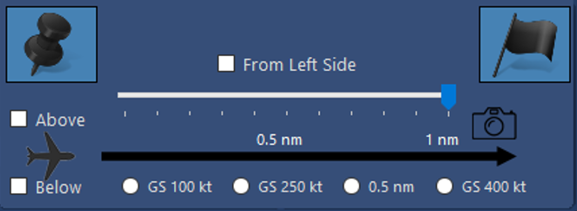 From Left Side
Above
0.5 nm 1 nm
Below GS 100 kt GS 250 kt 0.5 nm GS 400 kt